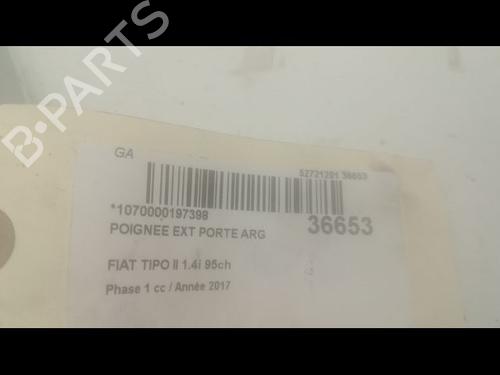 B-PARTS
GA
52721201 36653
*1070000197398
POIGNEE EXT PORTE ARG
36653
FIAT TIPO II 1.4i 95ch
Phase 1 cc / Année 2017